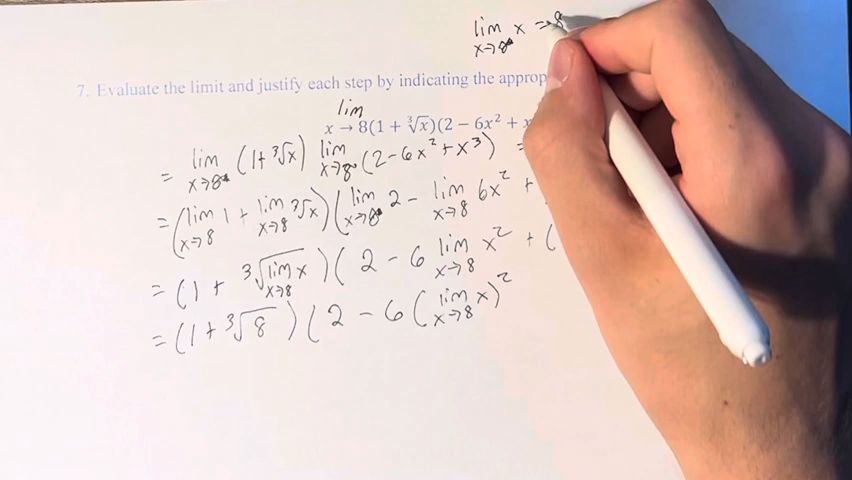 lim x = 8
x→8
7. Evaluate the limit and justify each step by indicating the approp
lim
x → 8(1 + ∛x)(2 − 6x² + x
= lim (1+∛x) lim (2−6x²+x³) =
x→8 x→8
= (lim 1 + lim ∛x)(lim 2 − lim 6x² +
x→8 x→8 x→8 x→8
= (1 + ∛lim x)(2 − 6 lim x² + (
x→8 x→8
= (1+∛8)(2 − 6(lim x)²
x→8